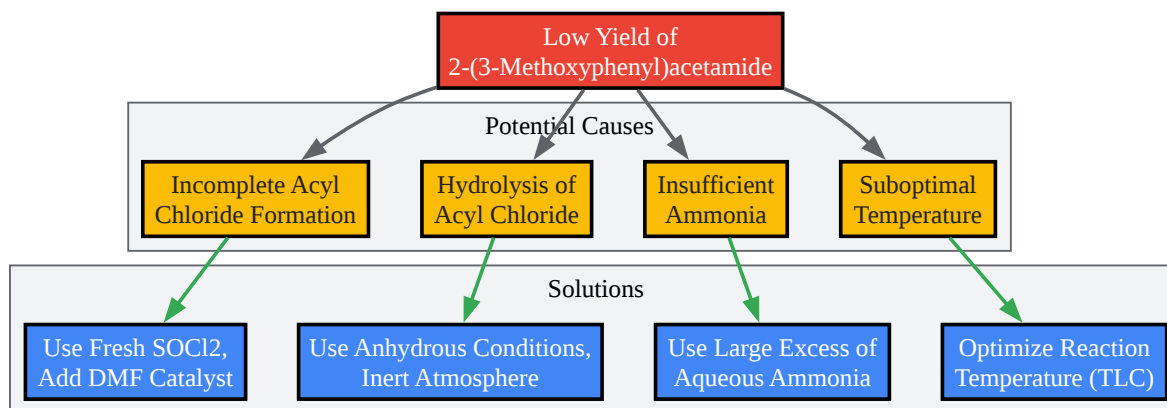 Low Yield of
2-(3-Methoxyphenyl)acetamide
Potential Causes
Incomplete Acyl
Chloride Formation
Hydrolysis of
Acyl Chloride
Insufficient
Ammonia
Suboptimal
Temperature
Solutions
Use Fresh SOCl2,
Add DMF Catalyst
Use Anhydrous Conditions,
Inert Atmosphere
Use Large Excess of
Aqueous Ammonia
Optimize Reaction
Temperature (TLC)